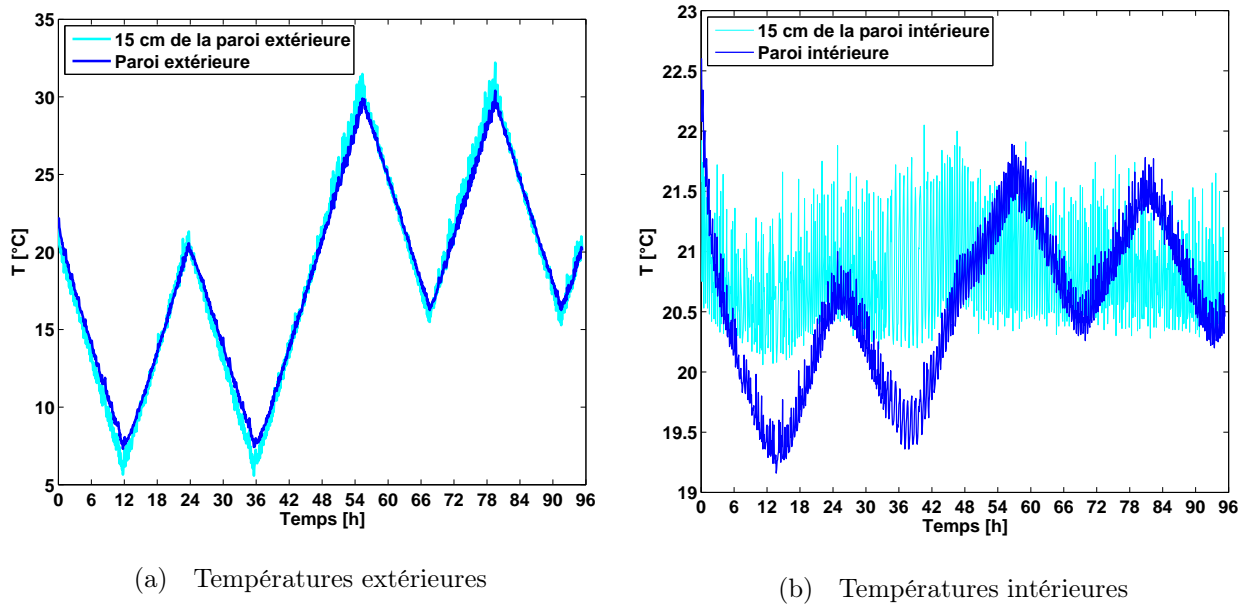 35
30
25
20
15
10
5
T [°C]
0 6 12 18 24 30 36 42 48 54 60 66 72 78 84 90 96
Temps [h]
15 cm de la paroi extérieure
Paroi extérieure
(a) Températures extérieures
23
22.5
22
21.5
21
20.5
20
19.5
19
T [°C]
0 6 12 18 24 30 36 42 48 54 60 66 72 78 84 90 96
Temps [h]
15 cm de la paroi intérieure
Paroi intérieure
(b) Températures intérieures